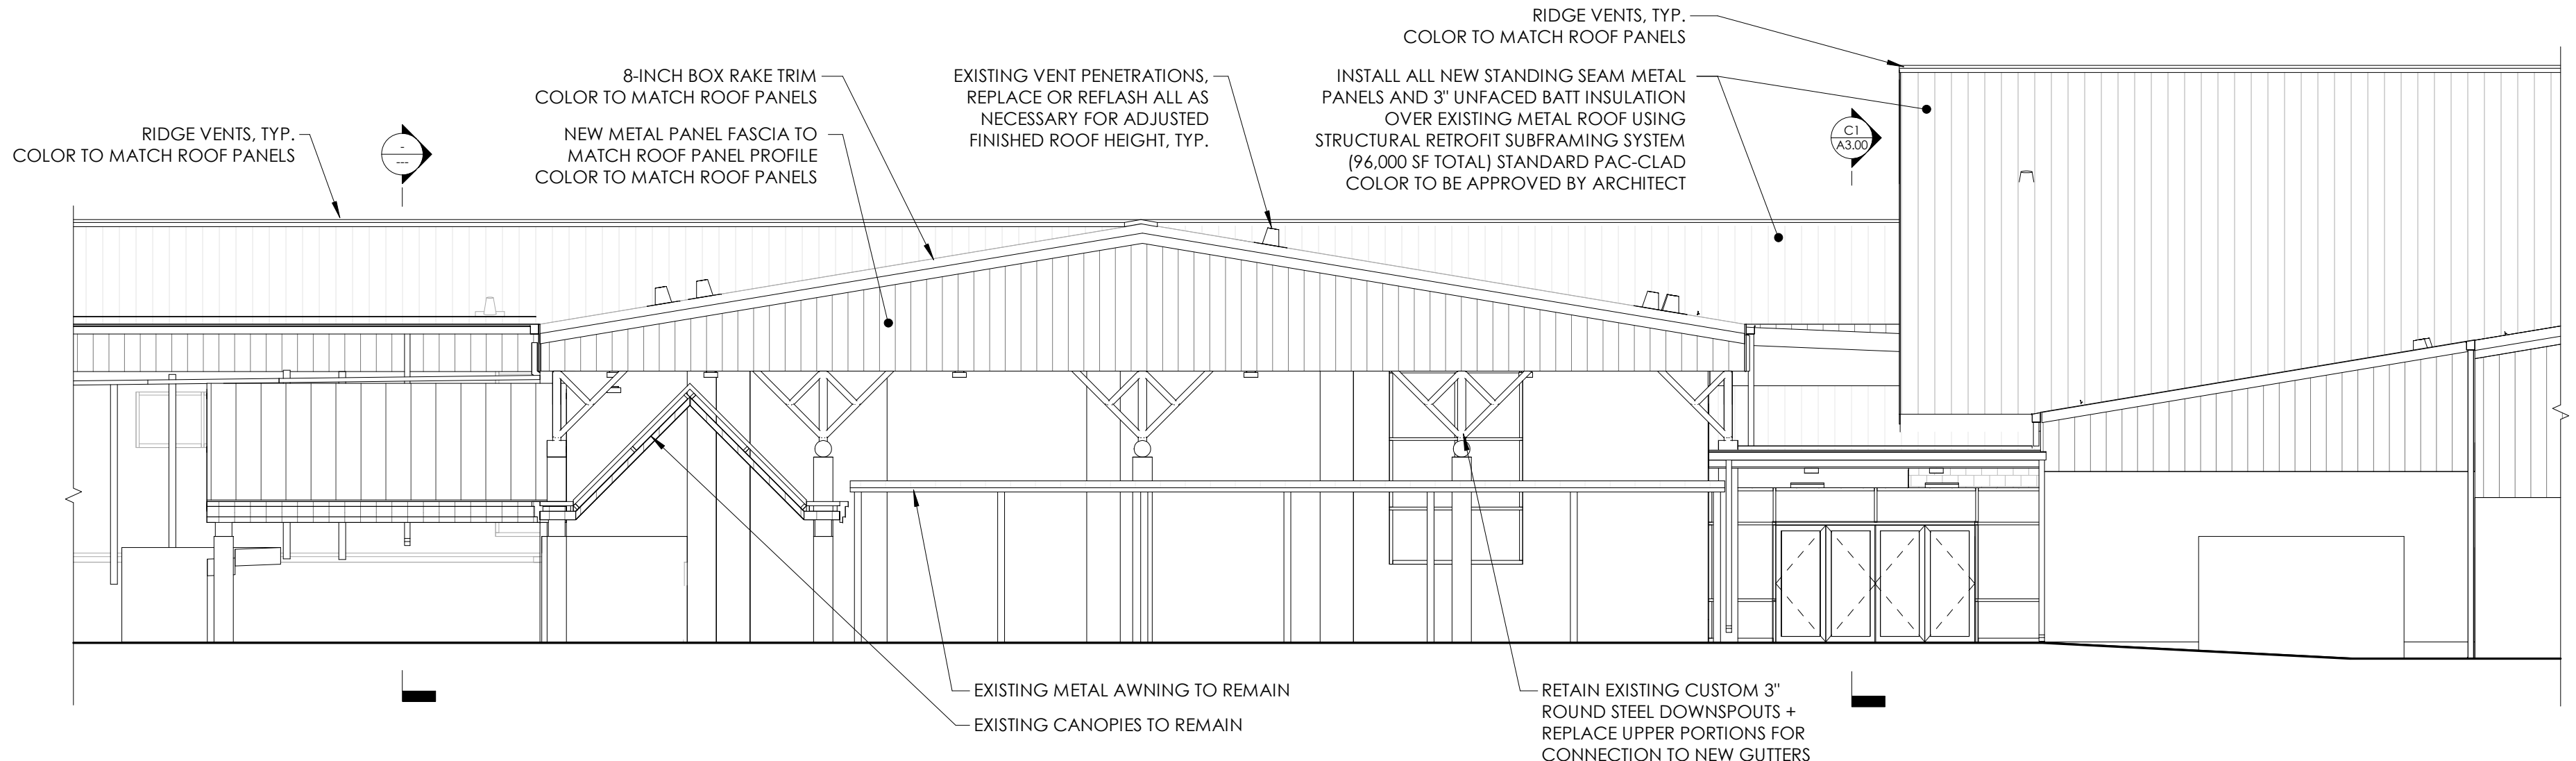 RIDGE VENTS, TYP.
COLOR TO MATCH ROOF PANELS
8-INCH BOX RAKE TRIM
COLOR TO MATCH ROOF PANELS
EXISTING VENT PENETRATIONS,
REPLACE OR REFLASH ALL AS
NECESSARY FOR ADJUSTED
FINISHED ROOF HEIGHT, TYP.
INSTALL ALL NEW STANDING SEAM METAL
PANELS AND 3" UNFACED BATT INSULATION
OVER EXISTING METAL ROOF USING
STRUCTURAL RETROFIT SUBFRAMING SYSTEM
(96,000 SF TOTAL) STANDARD PAC-CLAD
COLOR TO BE APPROVED BY ARCHITECT
RIDGE VENTS, TYP.
COLOR TO MATCH ROOF PANELS
-
---
NEW METAL PANEL FASCIA TO
MATCH ROOF PANEL PROFILE
COLOR TO MATCH ROOF PANELS
C1
A3.00
EXISTING METAL AWNING TO REMAIN
EXISTING CANOPIES TO REMAIN
RETAIN EXISTING CUSTOM 3"
ROUND STEEL DOWNSPOUTS +
REPLACE UPPER PORTIONS FOR
CONNECTION TO NEW GUTTERS